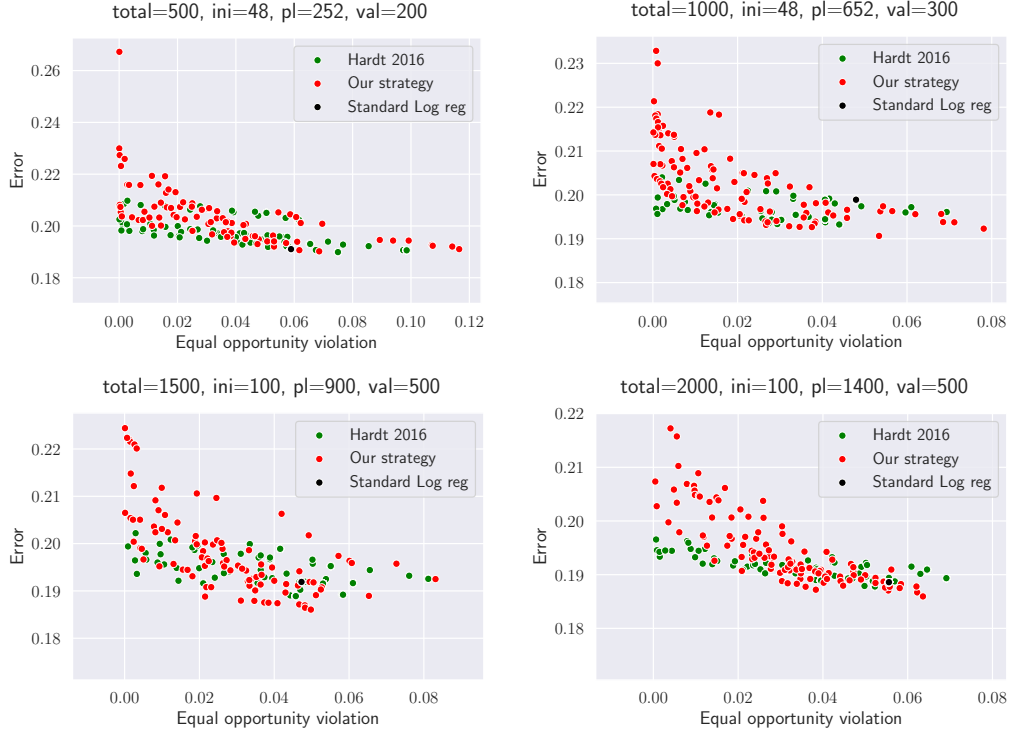 total=500, ini=48, pl=252, val=200
Hardt 2016
Our strategy
Standard Log reg
Error
0.26
0.24
0.22
0.20
0.18
0.00 0.02 0.04 0.06 0.08 0.10 0.12
Equal opportunity violation
total=1000, ini=48, pl=652, val=300
Hardt 2016
Our strategy
Standard Log reg
Error
0.23
0.22
0.21
0.20
0.19
0.18
0.00 0.02 0.04 0.06 0.08
Equal opportunity violation
total=1500, ini=100, pl=900, val=500
Hardt 2016
Our strategy
Standard Log reg
Error
0.22
0.21
0.20
0.19
0.18
0.00 0.02 0.04 0.06 0.08
Equal opportunity violation
total=2000, ini=100, pl=1400, val=500
Hardt 2016
Our strategy
Standard Log reg
Error
0.22
0.21
0.20
0.19
0.18
0.00 0.02 0.04 0.06 0.08
Equal opportunity violation